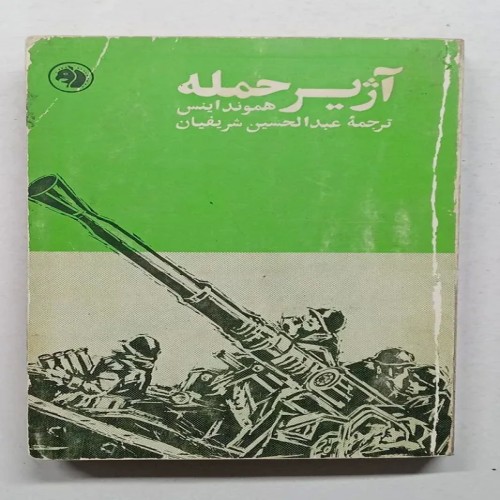 آژیر حمله
هموند اینس
ترجمهٔ عبدالحسین شریفیان